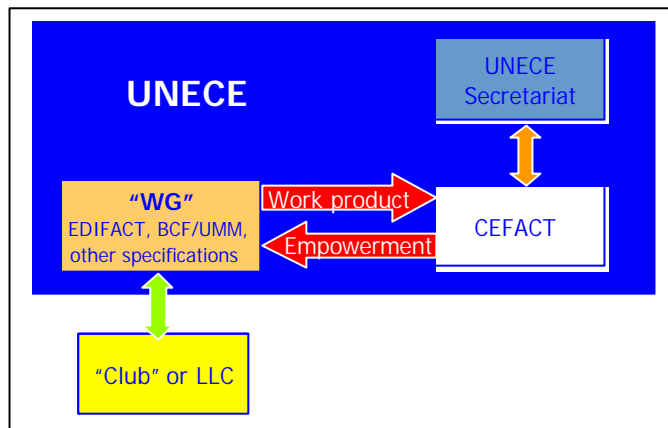 UNECE
UNECE
Secretariat
“WG”
EDIFACT, BCF/UMM,
other specifications
Work product
Empowerment
CEFACT
“Club” or LLC